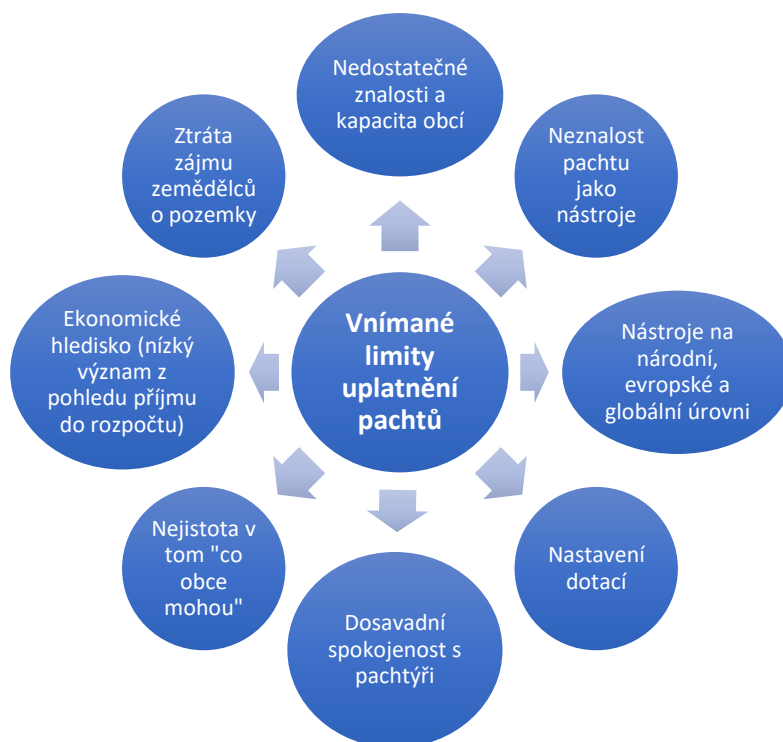 Nedostatečné
znalosti a
kapacita obcí
Neznalost
pachtu
jako
nástroje
Nástroje na
národní,
evropské a
globální úrovni
Nastavení
dotací
Dosavadní
spokojenost s
pachtýři
Nejistota v
tom "co
obce
mohou"
Ekonomické
hledisko (nízký
význam z
pohledu příjmu
do rozpočtu)
Ztráta
zájmu
zemědělců
o pozemky
Vnímané
limity
uplatnění
pachtů